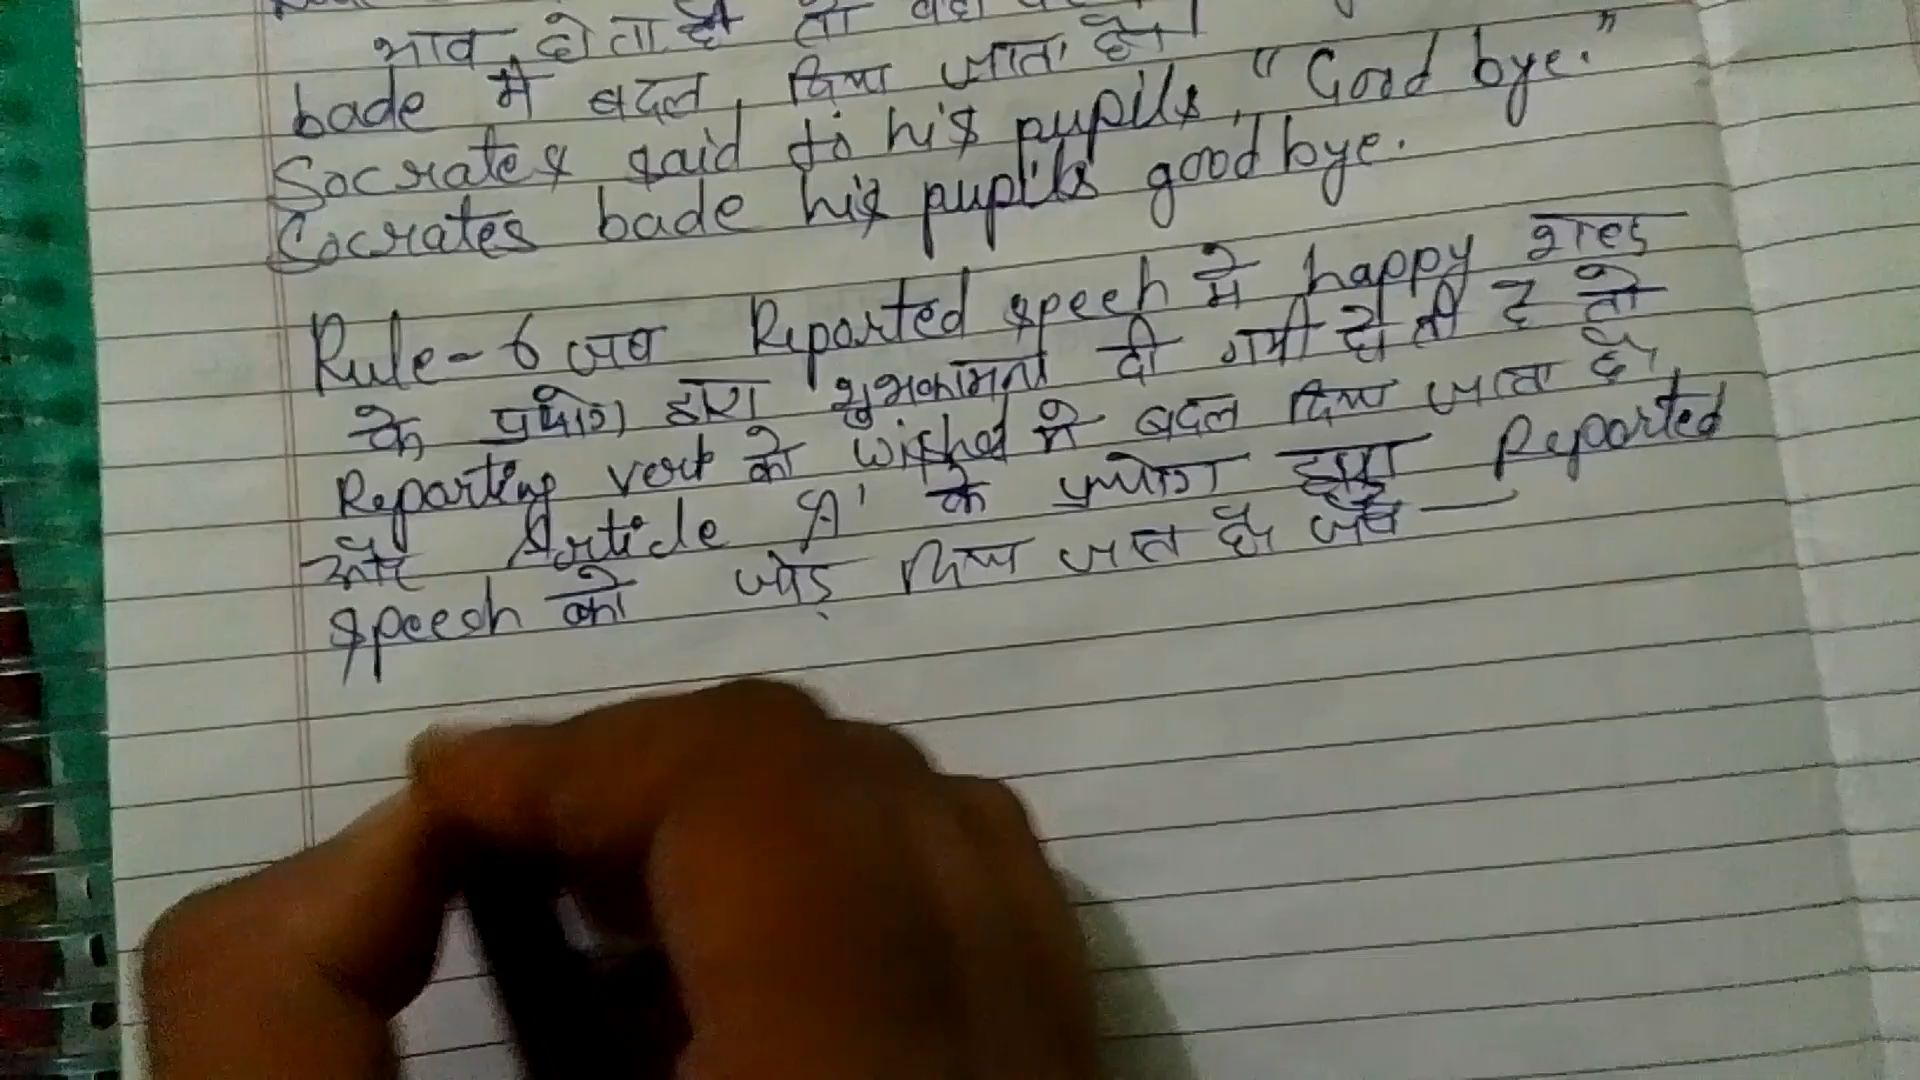 भाव होता है तो वहाँ
bade में बदल दिया जाता है।
Socrates said to his pupils, "Good bye."
Socrates bade his pupils good bye.
Rule-6 जब Reported speech में happy शब्द
के प्रयोग द्वारा शुभकामना दी गयी होती है तो
Reporting verb को wished में बदल दिया जाता है,
और Article 'A' के प्रयोग द्वारा Reported
speech को जोड़ दिया जाता है। जैसे —